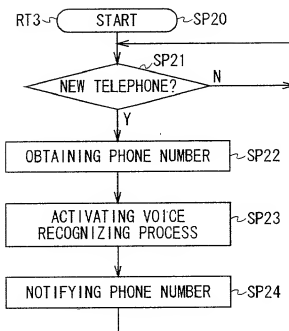 RT3 START SP20
SP21
NEW TELEPHONE? N
Y
OBTAINING PHONE NUMBER SP22
ACTIVATING VOICE
RECOGNIZING PROCESS SP23
NOTIFYING PHONE NUMBER SP24